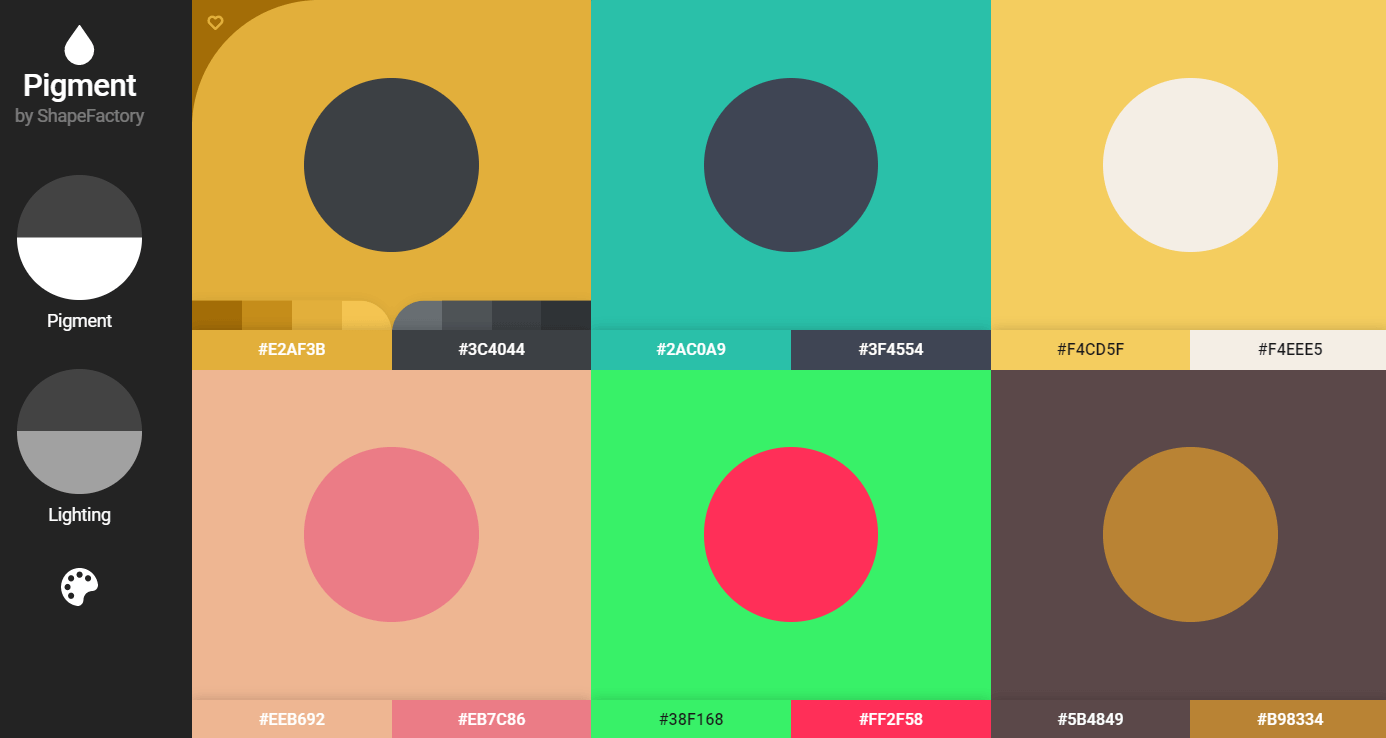 Pigment
by ShapeFactory
Pigment
Lighting
#E2AF3B
#3C4044
#2AC0A9
#3F4554
#F4CD5F
#F4EEE5
#EEB692
#EB7C86
#38F168
#FF2F58
#5B4849
#B98334